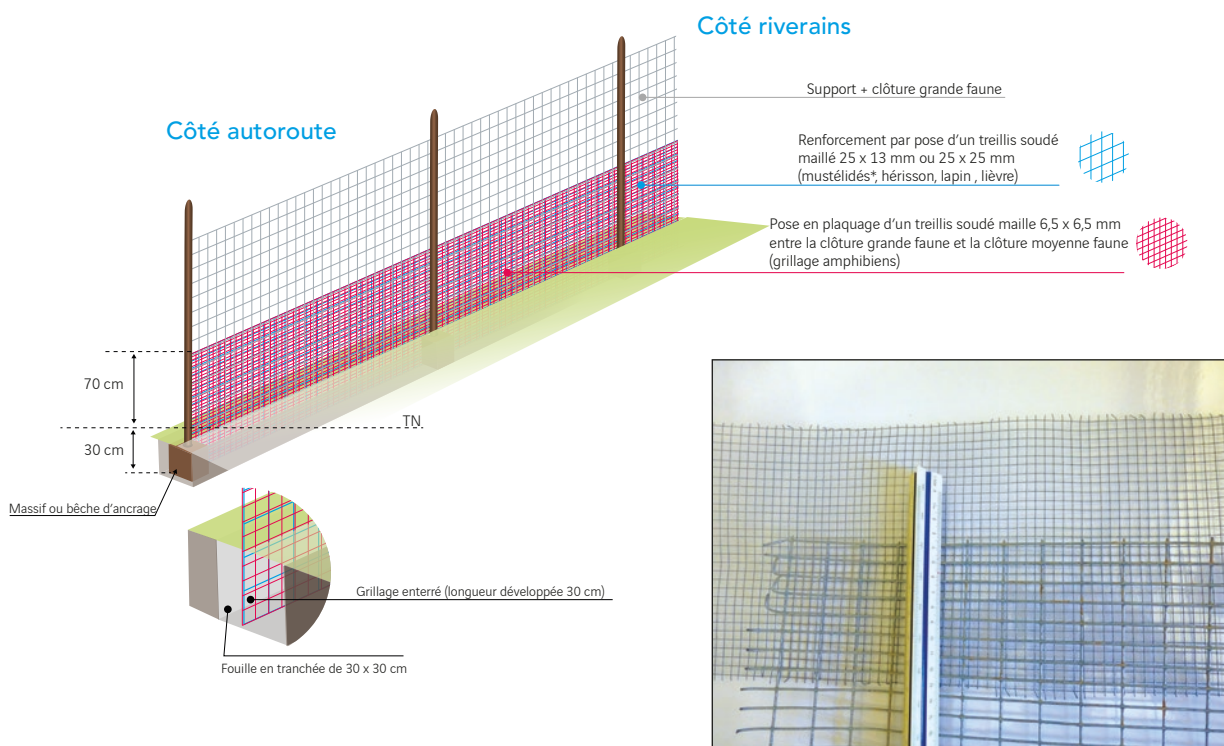 Côté riverains
Support + clôture grande faune
Côté autoroute
Renforcement par pose d'un treillis soudé
maillé 25 x 13 mm ou 25 x 25 mm
(mustélidés*, hérisson, lapin , lièvre)
Pose en plaquage d'un treillis soudé maille 6,5 x 6,5 mm
entre la clôture grande faune et la clôture moyenne faune
(grillage amphibiens)
70 cm
TN
30 cm
Massif ou bêche d'ancrage
Grillage enterré (longueur développée 30 cm)
Fouille en tranchée de 30 x 30 cm